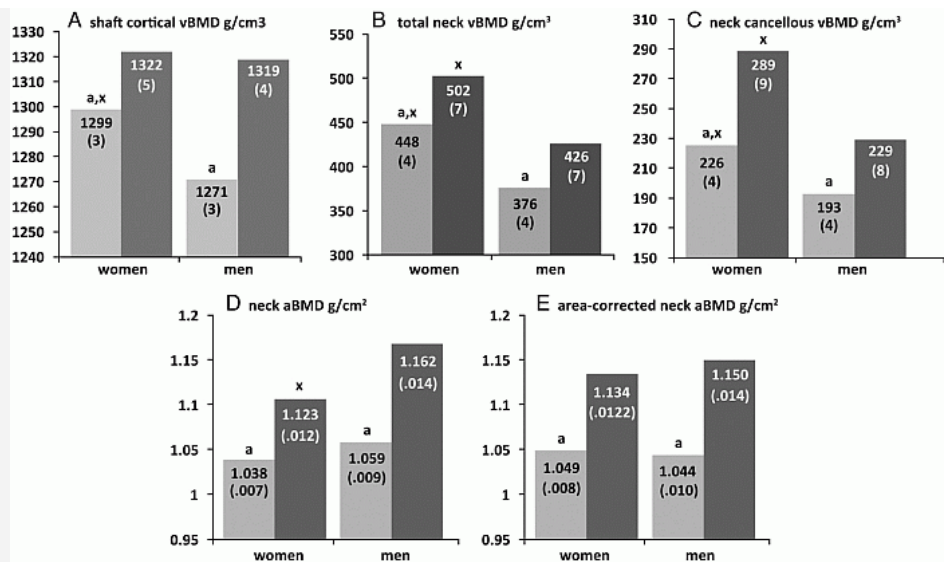 A shaft cortical vBMD g/cm3
1330
1320
1310
1300
1290
1280
1270
1260
1250
1240
a,x
1299
(3)
1322
(5)
a
1271
(3)
1319
(4)
women
men
B total neck vBMD g/cm³
550
500
450
400
350
300
a,x
448
(4)
x
502
(7)
a
376
(4)
426
(7)
women
men
C neck cancellous vBMD g/cm³
310
290
270
250
230
210
190
170
150
a,x
226
(4)
x
289
(9)
a
193
(4)
229
(8)
women
men
D neck aBMD g/cm²
1.2
1.15
1.1
1.05
1
0.95
a
1.038
(.007)
x
1.123
(.012)
a
1.059
(.009)
1.162
(.014)
women
men
E area-corrected neck aBMD g/cm²
1.2
1.15
1.1
1.05
1
0.95
a
1.049
(.008)
1.134
(.0122)
a
1.044
(.010)
1.150
(.014)
women
men